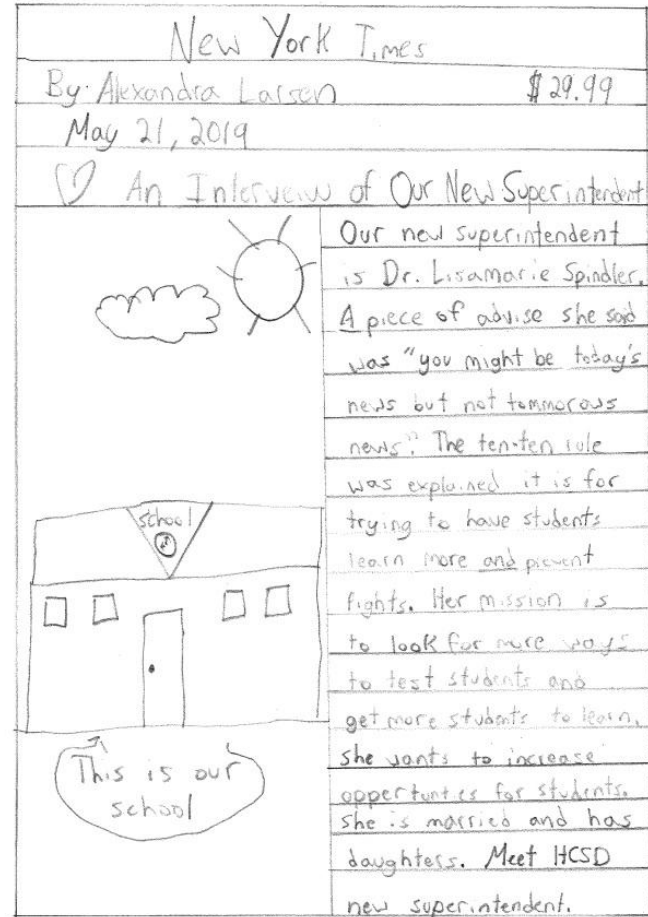 New York Times
By: Alexandra Larsen $29.99
May 21, 2019
An Interveiw of Our New Superintendent
Our new superintendent
is Dr. Lisamarie Spindler.
A piece of advise she said
was "you might be today's
news but not tommorows
news". The ten-ten rule
was explained it is for
trying to have students
learn more and prevent
fights. Her mission is
to look for more ways
to test students and
get more students to learn.
she wants to increase
oppertunties for students.
she is married and has
daughters. Meet HCSD
new superintendent.
school
This is our
school